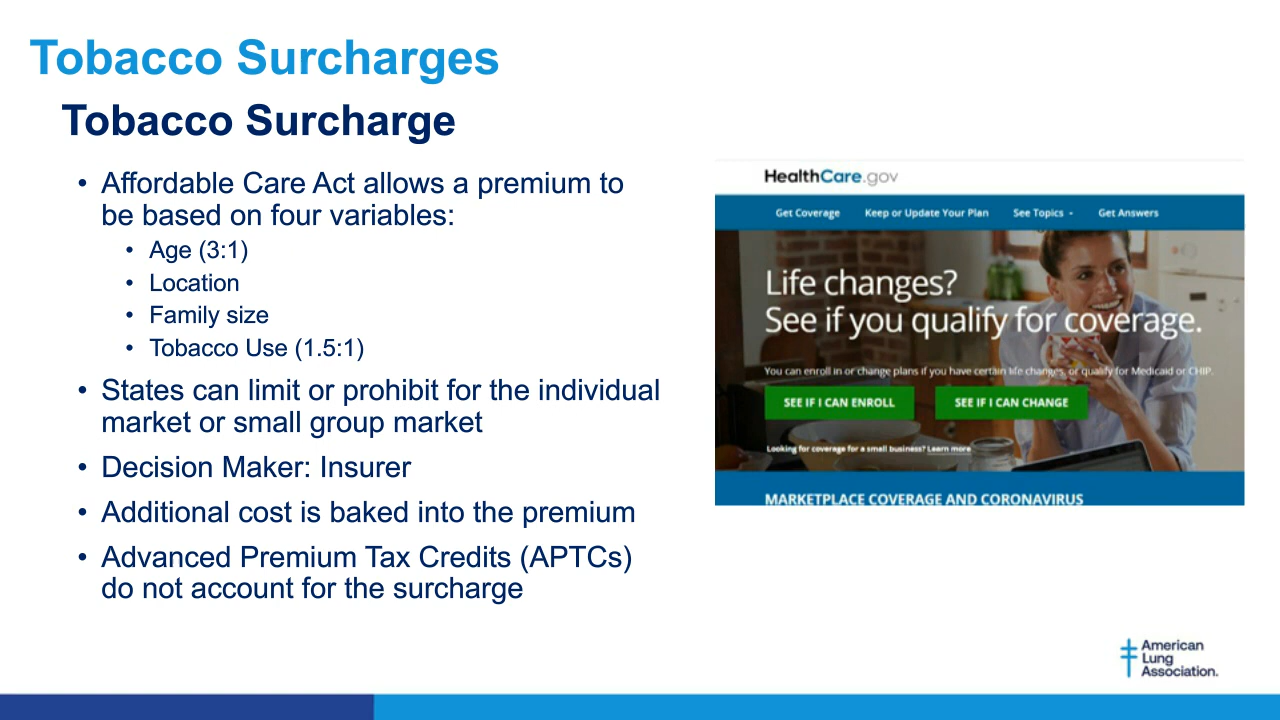 Tobacco Surcharges
Tobacco Surcharge
• Affordable Care Act allows a premium to
be based on four variables:
• Age (3:1)
• Location
• Family size
• Tobacco Use (1.5:1)
• States can limit or prohibit for the individual
market or small group market
• Decision Maker: Insurer
• Additional cost is baked into the premium
• Advanced Premium Tax Credits (APTCs)
do not account for the surcharge
HealthCare.gov
Get Coverage Keep or Update Your Plan See Topics Get Answers
Life changes?
See if you qualify for coverage.
You can enroll in or change plans if you have certain life changes, or qualify for Medicaid or CHIP.
SEE IF I CAN ENROLL SEE IF I CAN CHANGE
Looking for coverage for a small business? Learn more
MARKETPLACE COVERAGE AND CORONAVIRUS
American
Lung
Association.